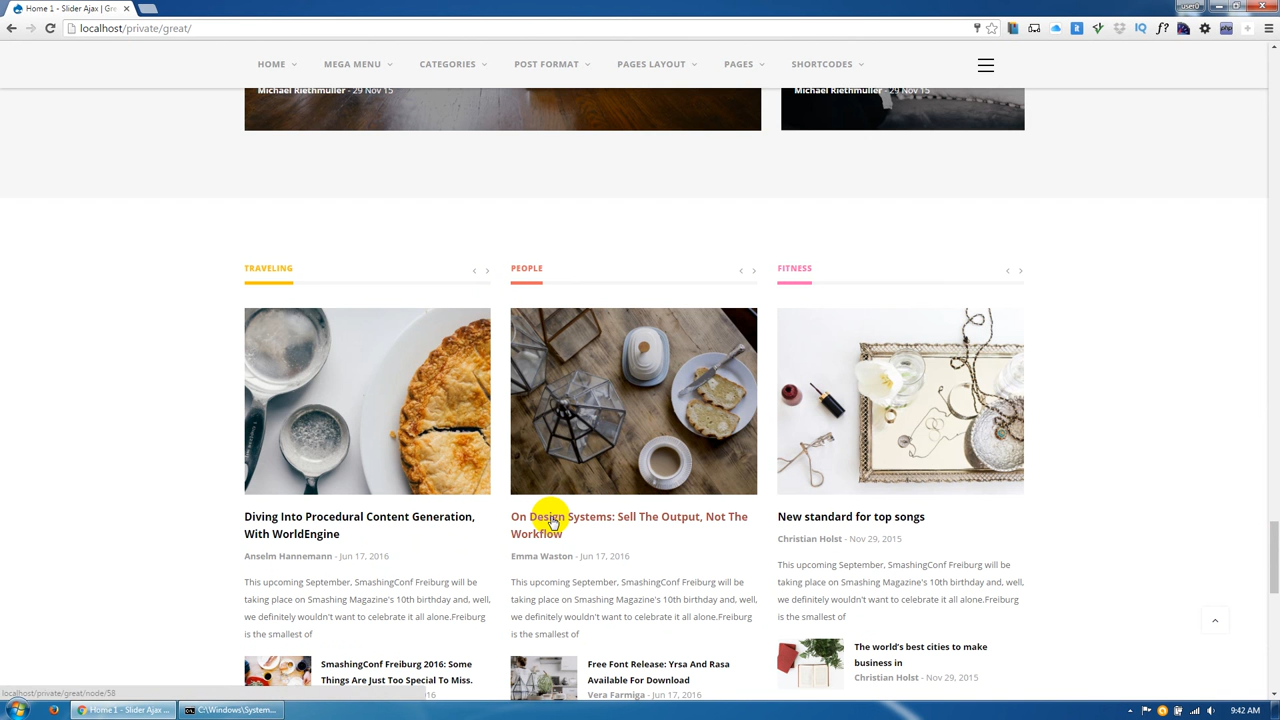 Home 1 - Slider Ajax | Gre
user0
localhost/private/great/
HOME MEGA MENU CATEGORIES POST FORMAT PAGES LAYOUT PAGES SHORTCODES
Michael Riethmuller - 29 Nov 15
Michael Riethmuller - 29 Nov 15
TRAVELING
Diving Into Procedural Content Generation,
With WorldEngine
Anselm Hannemann - Jun 17, 2016
This upcoming September, SmashingConf Freiburg will be
taking place on Smashing Magazine's 10th birthday and, well,
we definitely wouldn't want to celebrate it all alone.Freiburg
is the smallest of
SmashingConf Freiburg 2016: Some
Things Are Just Too Special To Miss.
PEOPLE
On Design Systems: Sell The Output, Not The
Workflow
Emma Waston - Jun 17, 2016
This upcoming September, SmashingConf Freiburg will be
taking place on Smashing Magazine's 10th birthday and, well,
we definitely wouldn't want to celebrate it all alone.Freiburg
is the smallest of
Free Font Release: Yrsa And Rasa
Available For Download
Vera Farmiga - Jun 17, 2016
FITNESS
New standard for top songs
Christian Holst - Nov 29, 2015
This upcoming September, SmashingConf Freiburg will be
taking place on Smashing Magazine's 10th birthday and, well,
we definitely wouldn't want to celebrate it all alone.Freiburg
is the smallest of
The world's best cities to make
business in
Christian Holst - Nov 29, 2015
localhost/private/great/node/58
Home 1 - Slider Ajax ...
C:\Windows\System...
9:42 AM